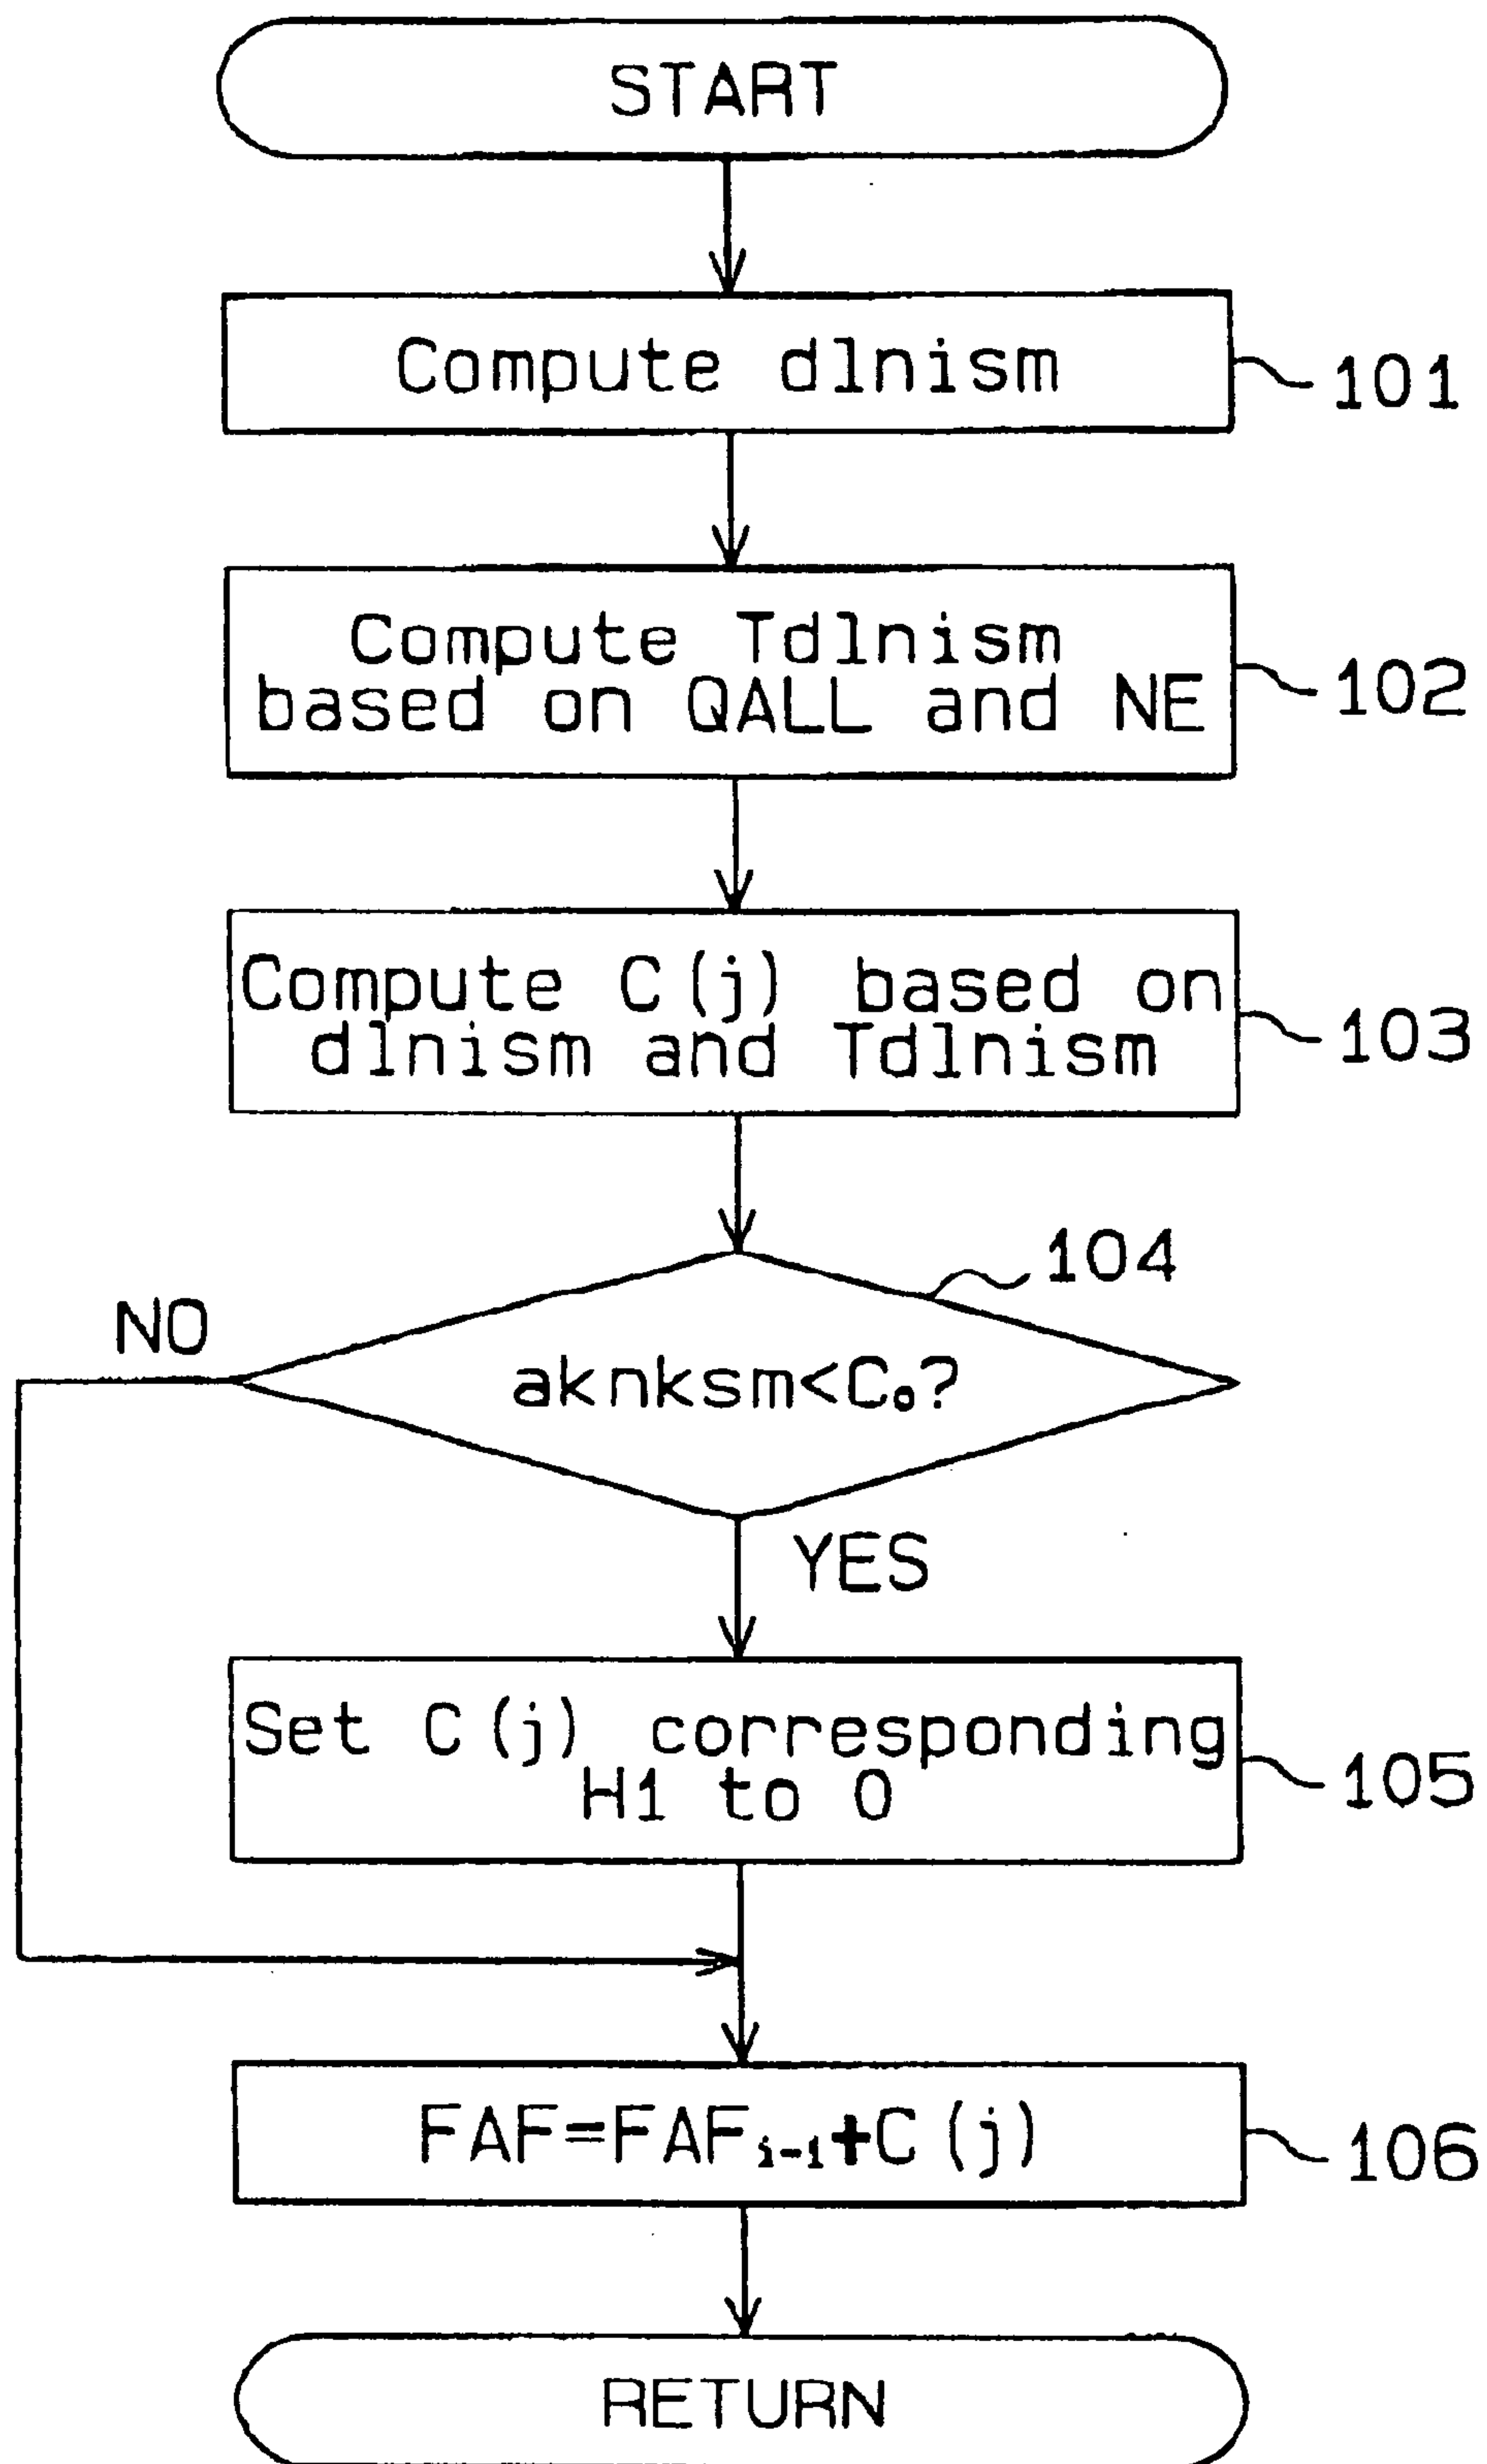 START
Compute dlnism
101
Compute Tdlnism
based on QALL and NE
102
Compute C(j) based on
dlnism and Tdlnism
103
104
NO
aknksm<C₀?
YES
Set C(j) corresponding
H1 to 0
105
FAF=FAFᵢ₋₁+C(j)
106
RETURN